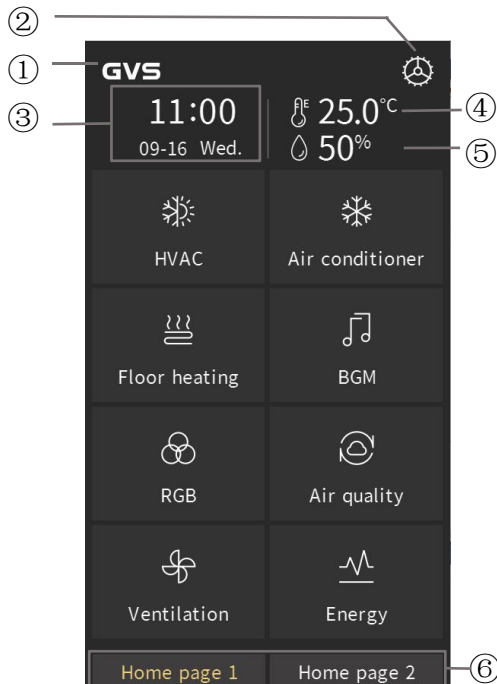 ②
① GVS
③ 11:00
09-16 Wed.
E 25.0°C ④
50% ⑤
HVAC
Air conditioner
Floor heating
BGM
RGB
Air quality
Ventilation
Energy
Home page 1
Home page 2 ⑥